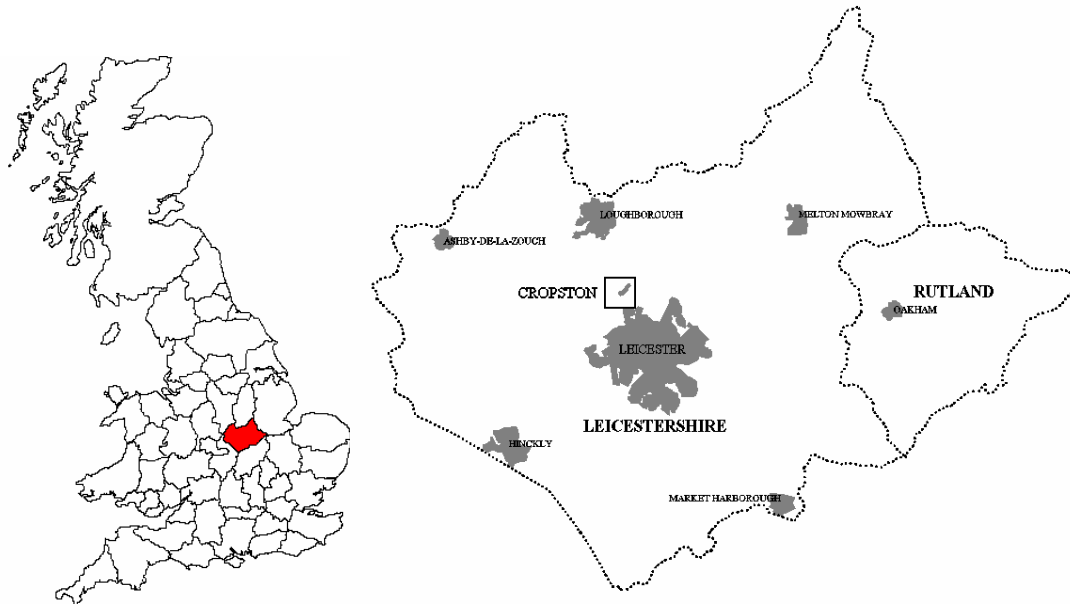 LOUGHBOROUGH
MELTON MOWBRAY
ASHBY-DE-LA-ZOUCH
CROPSTON
RUTLAND
OAKHAM
LEICESTER
LEICESTERSHIRE
HINCKLY
MARKET HARBOROUGH